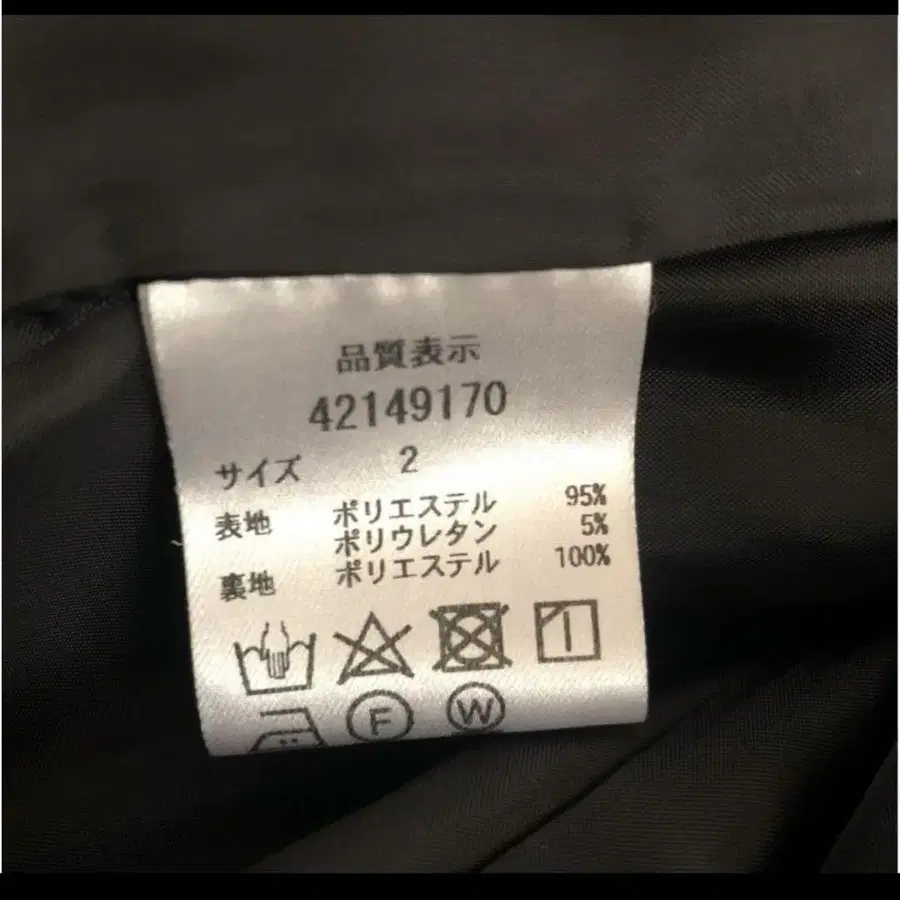 品質表示
42149170
サイズ 2
表地 ポリエステル 95%
ポリウレタン 5%
裏地 ポリエステル 100%
F W